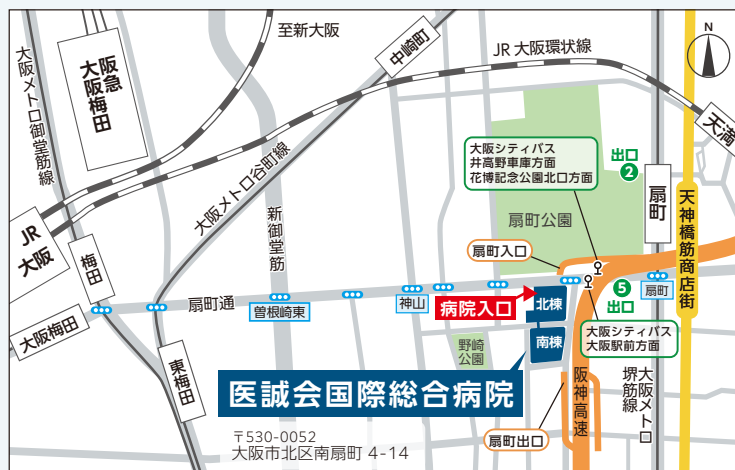 至新大阪
中崎町
JR 大阪環状線
N
阪急
大阪梅田
大阪メトロ御堂筋線
大阪メトロ谷町線
天満
大阪シティバス
井高野車庫方面
花博記念公園北口方面
出口
2
扇町
天神橋筋商店街
扇町公園
新御堂筋
JR
大阪
梅田
扇町入口
扇町通
曽根崎東
神山
病院入口
北棟
南棟
5
出口
扇町
大阪シティバス
大阪駅前方面
大阪梅田
東梅田
野崎
公園
阪神高速
大阪メトロ
堺筋線
医誠会国際総合病院
扇町出口
〒530-0052
大阪市北区南扇町 4-14